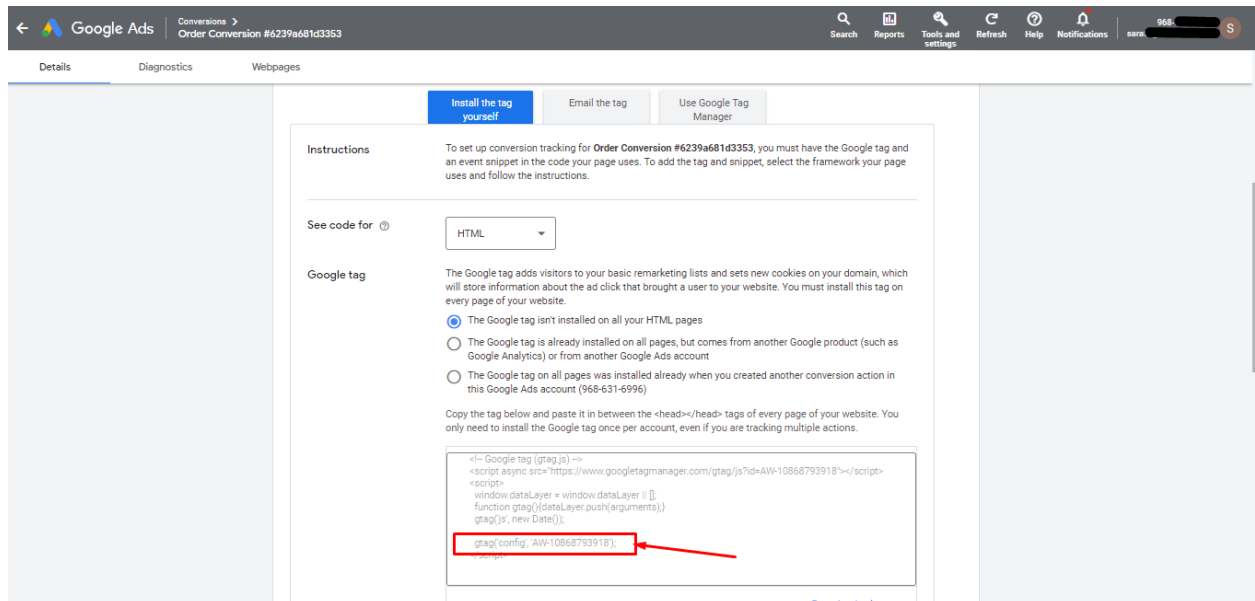 Google Ads
Conversions >
Order Conversion #6239a681d3353
Search
Reports
Tools and
settings
Refresh
Help
Notifications
968-
sara
S
Details
Diagnostics
Webpages
Install the tag
yourself
Email the tag
Use Google Tag
Manager
Instructions
To set up conversion tracking for Order Conversion #6239a681d3353, you must have the Google tag and
an event snippet in the code your page uses. To add the tag and snippet, select the framework your page
uses and follow the instructions.
See code for
HTML
Google tag
The Google tag adds visitors to your basic remarketing lists and sets new cookies on your domain, which
will store information about the ad click that brought a user to your website. You must install this tag on
every page of your website.
The Google tag isn't installed on all your HTML pages
The Google tag is already installed on all pages, but comes from another Google product (such as
Google Analytics) or from another Google Ads account
The Google tag on all pages was installed already when you created another conversion action in
this Google Ads account (968-631-6996)
Copy the tag below and paste it in between the <head></head> tags of every page of your website. You
only need to install the Google tag once per account, even if you are tracking multiple actions.
<!-- Google tag (gtag.js) -->
<script async src="https://www.googletagmanager.com/gtag/js?id=AW-10868793918"></script>
<script>
window.dataLayer = window.dataLayer || [];
function gtag(){dataLayer.push(arguments);}
gtag('js', new Date());
gtag('config', 'AW-10868793918');
</script>